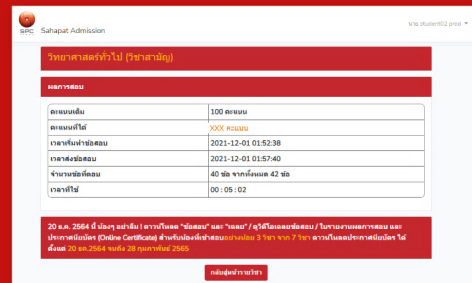 SPC
Sahapat Admission
นาย student02 prod
วิทยาศาสตร์ทั่วไป (วิชาสามัญ)
ผลการสอบ
คะแนนเต็ม 100 คะแนน
คะแนนที่ได้ XXX คะแนน
เวลาเริ่มทำข้อสอบ 2021-12-01 01:52:38
เวลาส่งข้อสอบ 2021-12-01 01:57:40
จำนวนข้อที่ตอบ 40 ข้อ จากทั้งหมด 42 ข้อ
เวลาที่ใช้ 00 : 05 : 02
20 ธ.ค. 2564 นี้ น้องๆ อย่าลืม ! ดาวน์โหลด "ข้อสอบ" และ "เฉลย" / ดูวิดีโอเฉลยข้อสอบ / ใบรายงานผลการสอบ และ
ประกาศนียบัตร (Online Certificate) สำหรับน้องที่เข้าสอบอย่างน้อย 3 วิชา จาก 7 วิชา ดาวน์โหลดประกาศนียบัตร ได้
ตั้งแต่ 20 ธค.2564 จนถึง 28 กุมภาพันธ์ 2565
กลับสู่หน้ารายวิชา